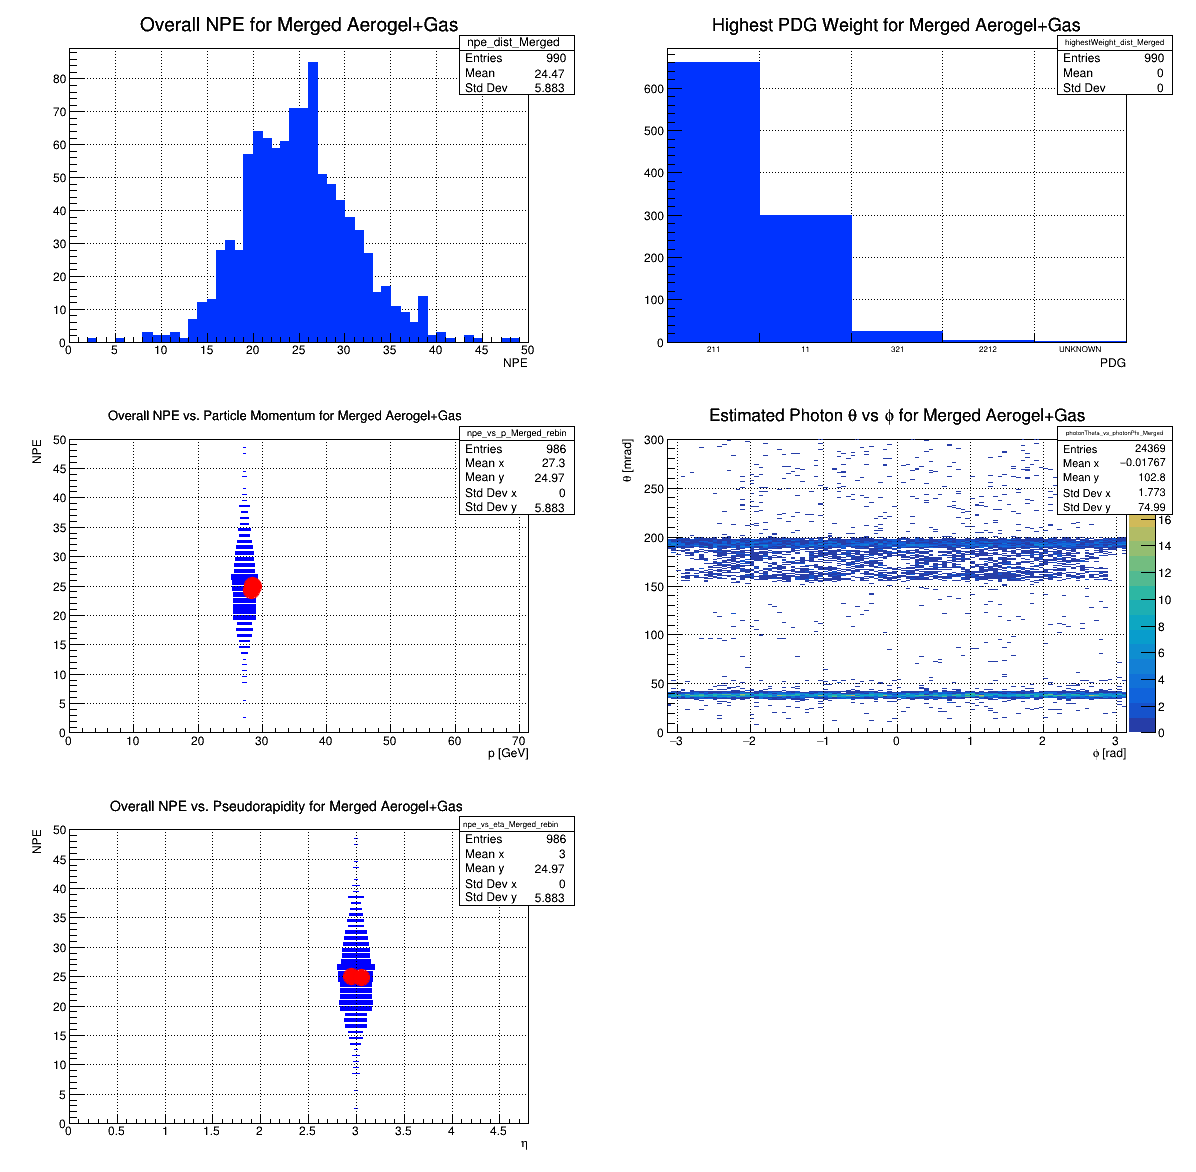 Overall NPE for Merged Aerogel+Gas
npe_dist_Merged
Entries 990
Mean 24.47
Std Dev 5.883
80
70
60
50
40
30
20
10
0
0 5 10 15 20 25 30 35 40 45 50
NPE
Highest PDG Weight for Merged Aerogel+Gas
highestWeight_dist_Merged
Entries 990
Mean 0
Std Dev 0
600
500
400
300
200
100
0
211 11 321 2212 UNKNOWN
PDG
Overall NPE vs. Particle Momentum for Merged Aerogel+Gas
npe_vs_p_Merged_rebin
Entries 986
Mean x 27.3
Mean y 24.97
Std Dev x 0
Std Dev y 5.883
NPE
50
45
40
35
30
25
20
15
10
5
0
0 10 20 30 40 50 60 70
p [GeV]
Estimated Photon θ vs ϕ for Merged Aerogel+Gas
photonTheta_vs_photonPhi_Merged
Entries 24369
Mean x −0.01767
Mean y 102.8
Std Dev x 1.773
Std Dev y 74.99
θ [mrad]
300
250
200
150
100
50
0
−3 −2 −1 0 1 2 3
ϕ [rad]
16
14
12
10
8
6
4
2
0
Overall NPE vs. Pseudorapidity for Merged Aerogel+Gas
npe_vs_eta_Merged_rebin
Entries 986
Mean x 3
Mean y 24.97
Std Dev x 0
Std Dev y 5.883
NPE
50
45
40
35
30
25
20
15
10
5
0
0 0.5 1 1.5 2 2.5 3 3.5 4 4.5
η